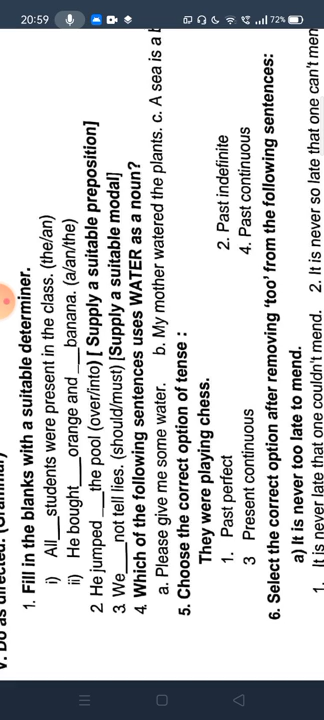 20:59
72%
V. Do as directed. (Grammar)
1. Fill in the blanks with a suitable determiner.
i) All___students were present in the class. (the/an)
ii) He bought___orange and ___banana. (a/an/the)
2 He jumped ___the pool (over/into) [ Supply a suitable preposition]
3. We___not tell lies. (should/must) [Supply a suitable modal]
4. Which of the following sentences uses WATER as a noun?
a. Please give me some water. b. My mother watered the plants. c. A sea is a
5. Choose the correct option of tense :
They were playing chess.
1. Past perfect 2. Past indefinite
3 Present continuous 4. Past continuous
6. Select the correct option after removing 'too' from the following sentences:
a) It is never too late to mend.
1. It is never late that one couldn't mend. 2. It is never so late that one can't